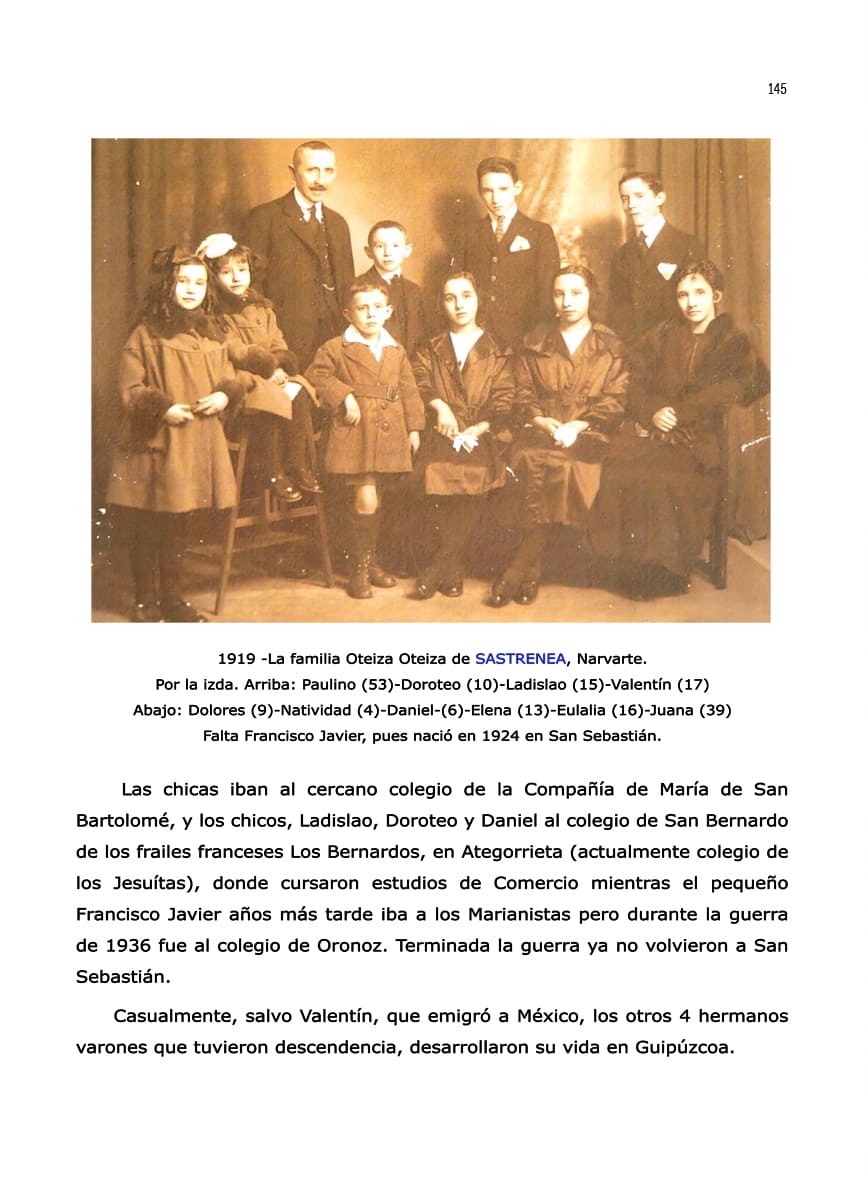 145
1919 -La familia Oteiza Oteiza de SASTRENEA, Narvarte.
Por la izda. Arriba: Paulino (53)-Doroteo (10)-Ladislao (15)-Valentín (17)
Abajo: Dolores (9)-Natividad (4)-Daniel-(6)-Elena (13)-Eulalia (16)-Juana (39)
Falta Francisco Javier, pues nació en 1924 en San Sebastián.
Las chicas iban al cercano colegio de la Compañía de María de San
Bartolomé, y los chicos, Ladislao, Doroteo y Daniel al colegio de San Bernardo
de los frailes franceses Los Bernardos, en Ategorrieta (actualmente colegio de
los Jesuítas), donde cursaron estudios de Comercio mientras el pequeño
Francisco Javier años más tarde iba a los Marianistas pero durante la guerra
de 1936 fue al colegio de Oronoz. Terminada la guerra ya no volvieron a San
Sebastián.
Casualmente, salvo Valentín, que emigró a México, los otros 4 hermanos
varones que tuvieron descendencia, desarrollaron su vida en Guipúzcoa.